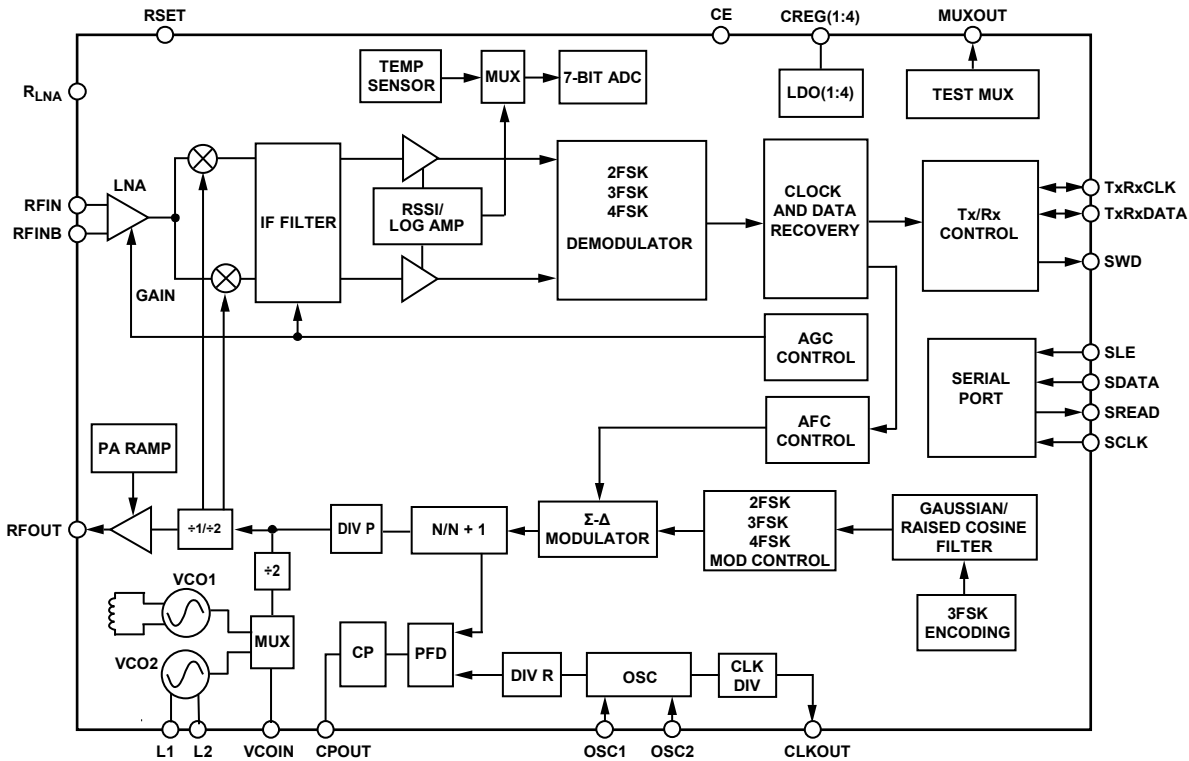 RSET
CE
CREG(1:4)
MUXOUT
RLNA
TEMP
SENSOR
MUX
7-BIT ADC
LDO(1:4)
TEST MUX
LNA
RFIN
RFINB
GAIN
IF FILTER
RSSI/
LOG AMP
2FSK
3FSK
4FSK
DEMODULATOR
CLOCK
AND DATA
RECOVERY
Tx/Rx
CONTROL
TxRxCLK
TxRxDATA
SWD
AGC
CONTROL
AFC
CONTROL
SERIAL
PORT
SLE
SDATA
SREAD
SCLK
PA RAMP
RFOUT
÷1/÷2
DIV P
N/N + 1
Σ-Δ
MODULATOR
2FSK
3FSK
4FSK
MOD CONTROL
GAUSSIAN/
RAISED COSINE
FILTER
3FSK
ENCODING
÷2
VCO1
VCO2
MUX
CP
PFD
DIV R
OSC
CLK
DIV
L1
L2
VCOIN
CPOUT
OSC1
OSC2
CLKOUT